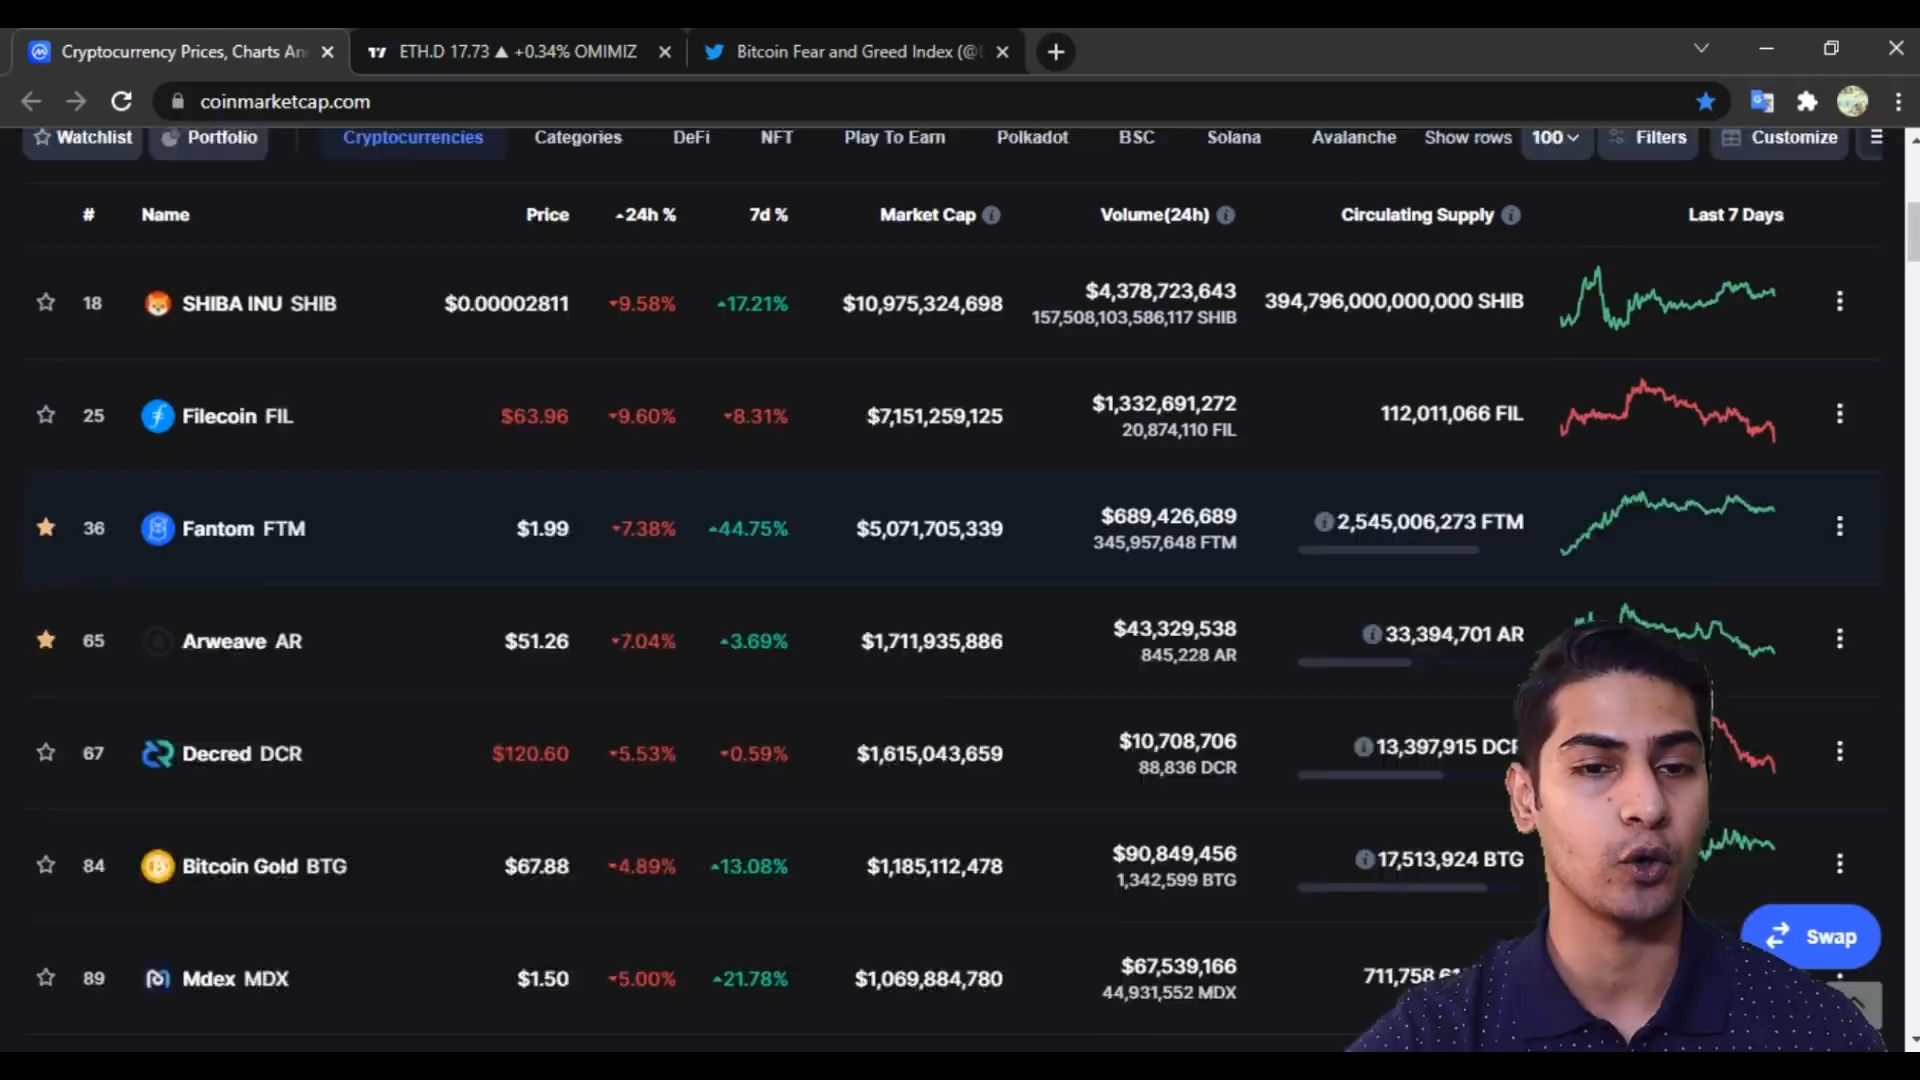 Cryptocurrency Prices, Charts An
ETH.D 17.73 ▲ +0.34% OMIMIZ
Bitcoin Fear and Greed Index (@
coinmarketcap.com
Watchlist Portfolio Cryptocurrencies Categories DeFi NFT Play To Earn Polkadot BSC Solana Avalanche Show rows 100 Filters Customize
# Name Price 24h % 7d % Market Cap Volume(24h) Circulating Supply Last 7 Days
18 SHIBA INU SHIB $0.00002811 9.58% 17.21% $10,975,324,698 $4,378,723,643 394,796,000,000,000 SHIB
157,508,103,586,117 SHIB
25 Filecoin FIL $63.96 9.60% 8.31% $7,151,259,125 $1,332,691,272 112,011,066 FIL
20,874,110 FIL
36 Fantom FTM $1.99 7.38% 44.75% $5,071,705,339 $689,426,689 2,545,006,273 FTM
345,957,648 FTM
65 Arweave AR $51.26 7.04% 3.69% $1,711,935,886 $43,329,538 33,394,701 AR
845,228 AR
67 Decred DCR $120.60 5.53% 0.59% $1,615,043,659 $10,708,706 13,397,915 DCR
88,836 DCR
84 Bitcoin Gold BTG $67.88 4.89% 13.08% $1,185,112,478 $90,849,456 17,513,924 BTG
1,342,599 BTG
Swap
89 Mdex MDX $1.50 5.00% 21.78% $1,069,884,780 $67,539,166
44,931,552 MDX